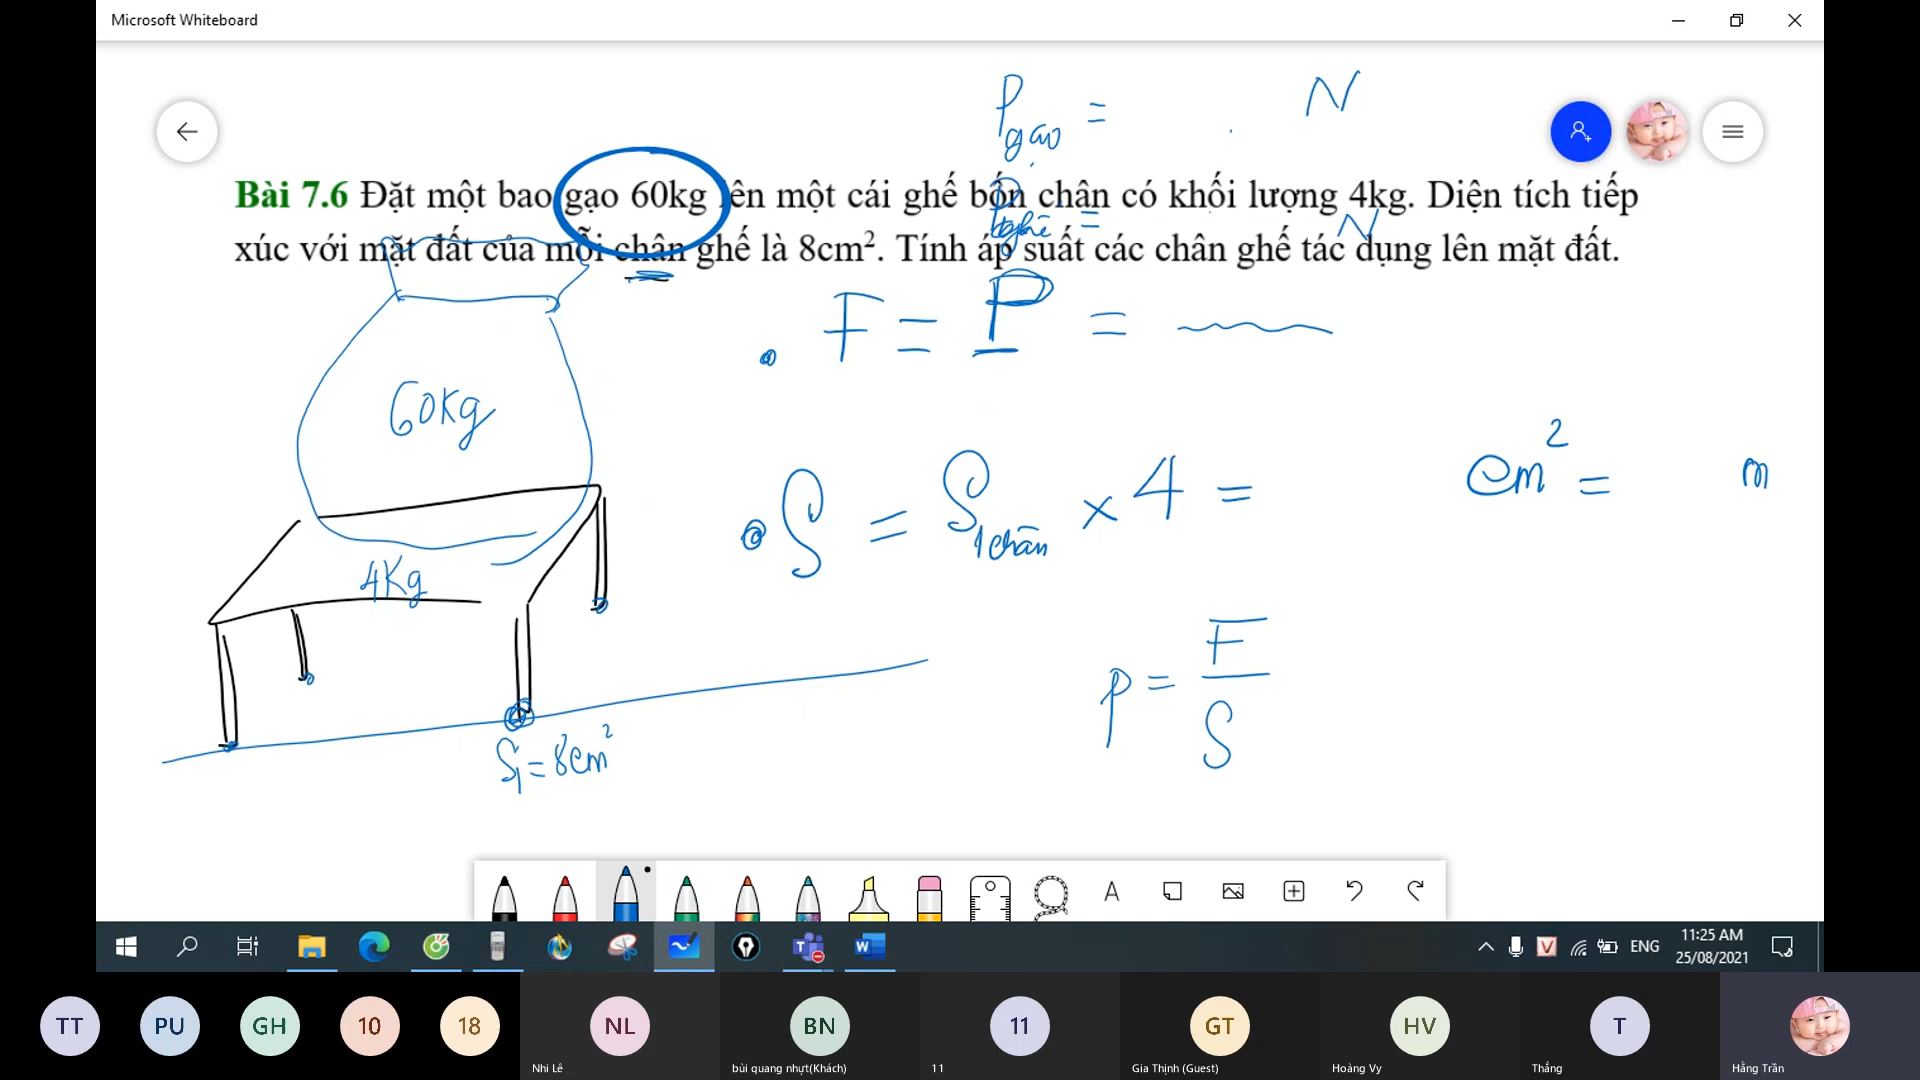 Microsoft Whiteboard
P gạo = N
Bài 7.6 Đặt một bao gạo 60kg lên một cái ghế bốn chân có khối lượng 4kg. Diện tích tiếp
P ghế = N
xúc với mặt đất của mỗi chân ghế là 8cm². Tính áp suất các chân ghế tác dụng lên mặt đất.
F = P =
60kg
S = S 1 chân × 4 = cm² = m
4Kg
p = F
S
S₁ = 8cm²
A
ENG
11:25 AM
25/08/2021
TT PU GH 10 18 NL BN 11 GT HV T
Nhi Lê bùi quang nhựt(Khách) 11 Gia Thịnh (Guest) Hoàng Vy Thắng Hằng Trần